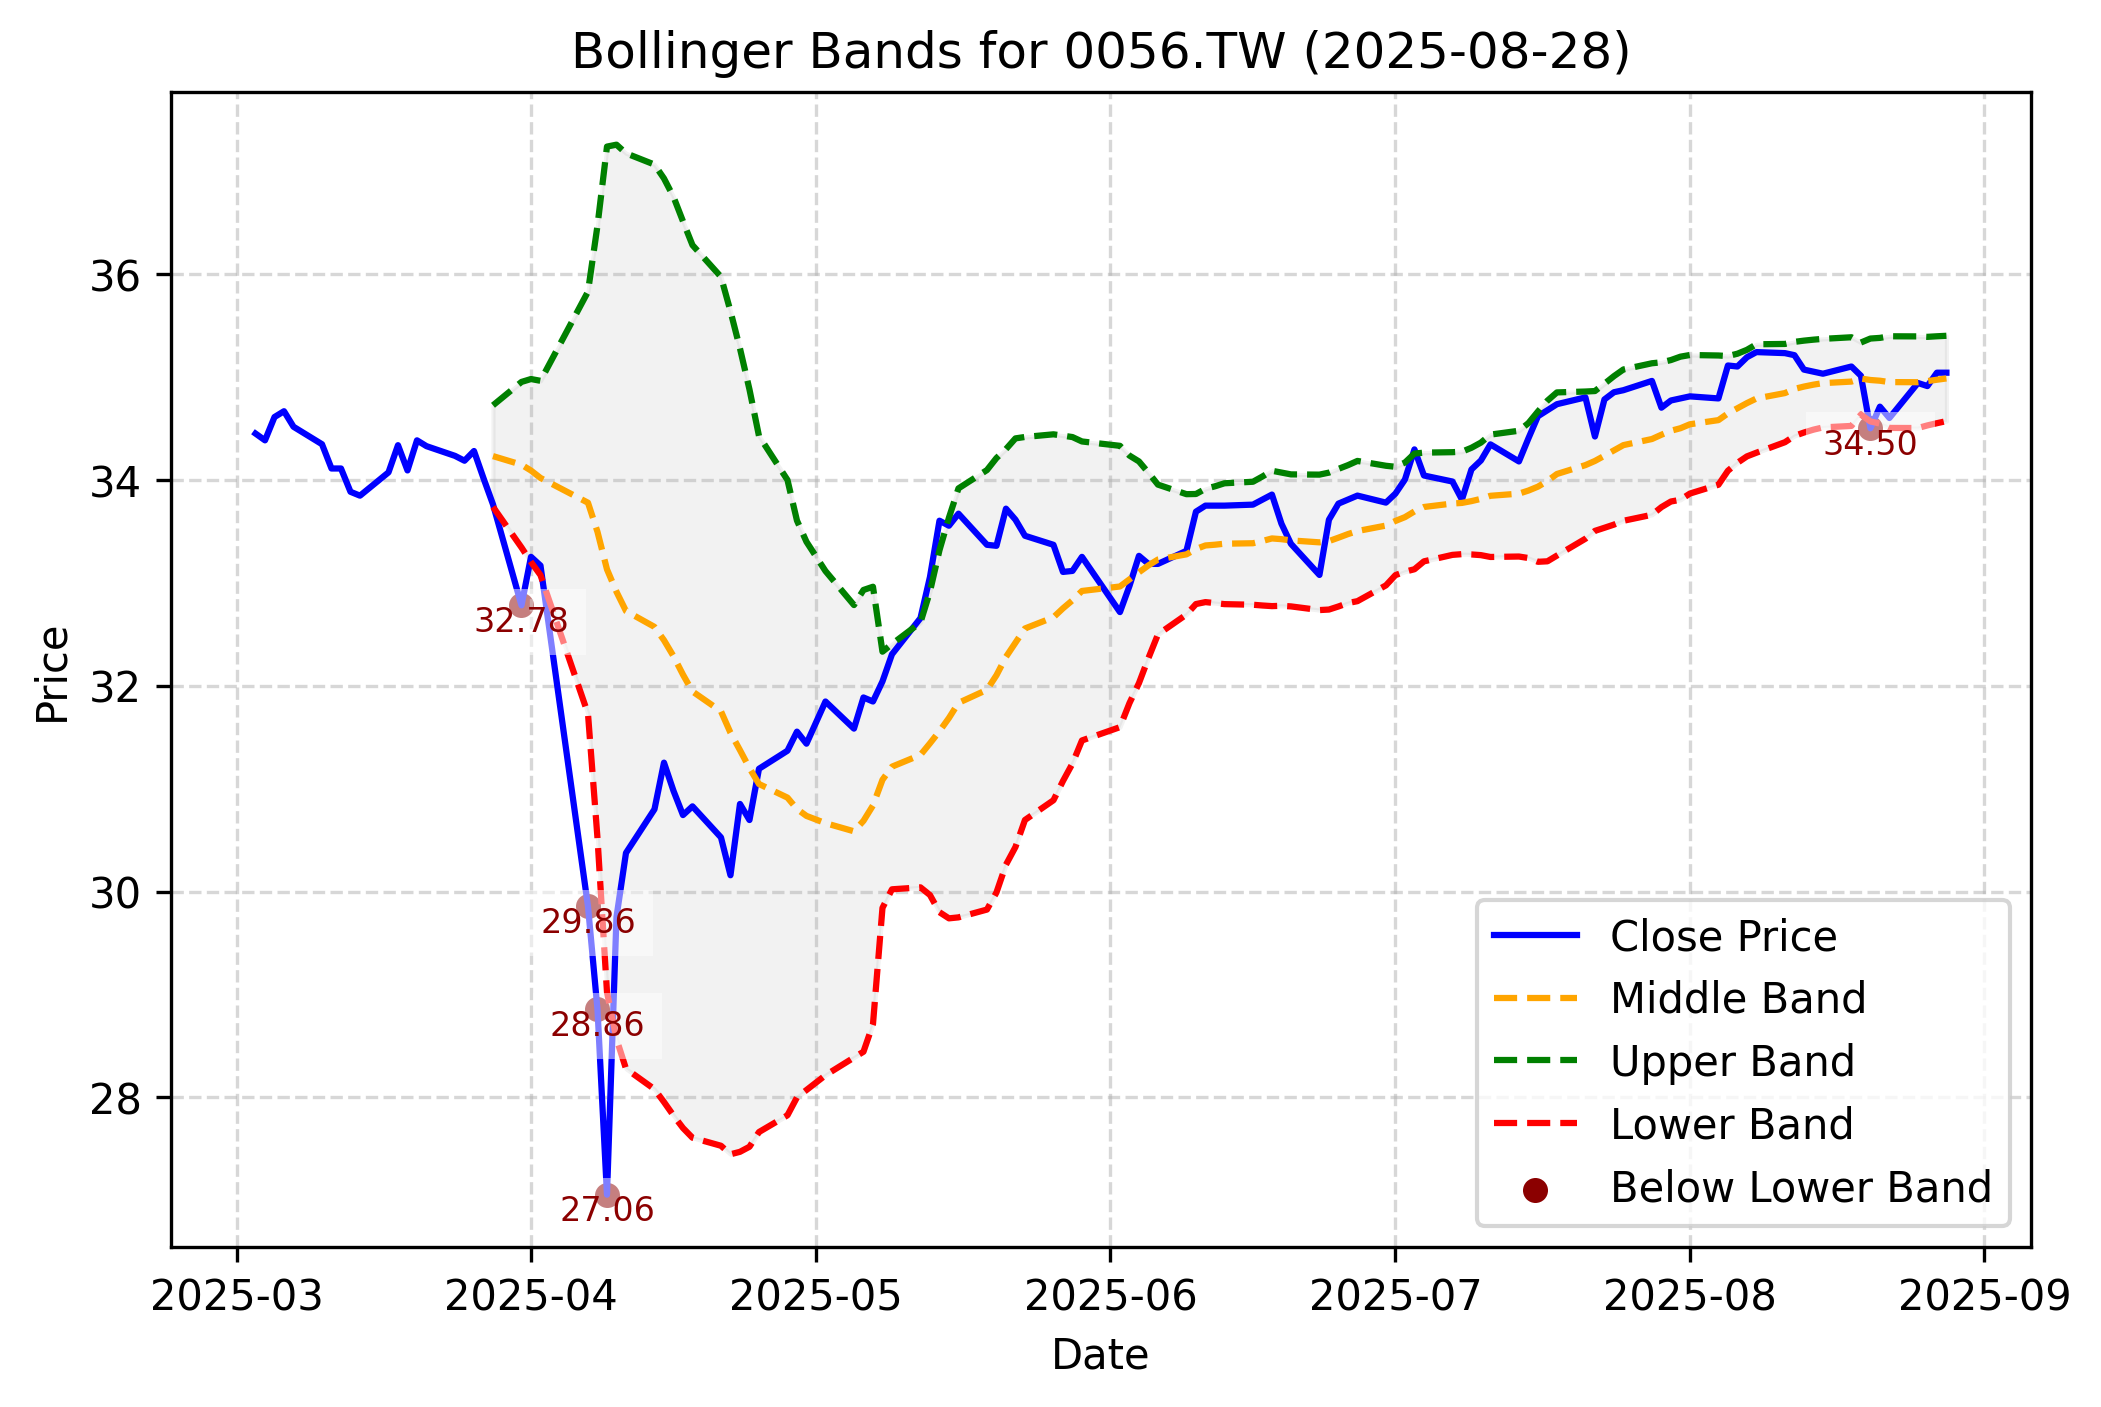 Bollinger Bands for 0056.TW (2025-08-28)
Price
36
34
32
30
28
32.78
29.86
28.86
27.06
34.50
Close Price
Middle Band
Upper Band
Lower Band
Below Lower Band
2025-03
2025-04
2025-05
2025-06
2025-07
2025-08
2025-09
Date